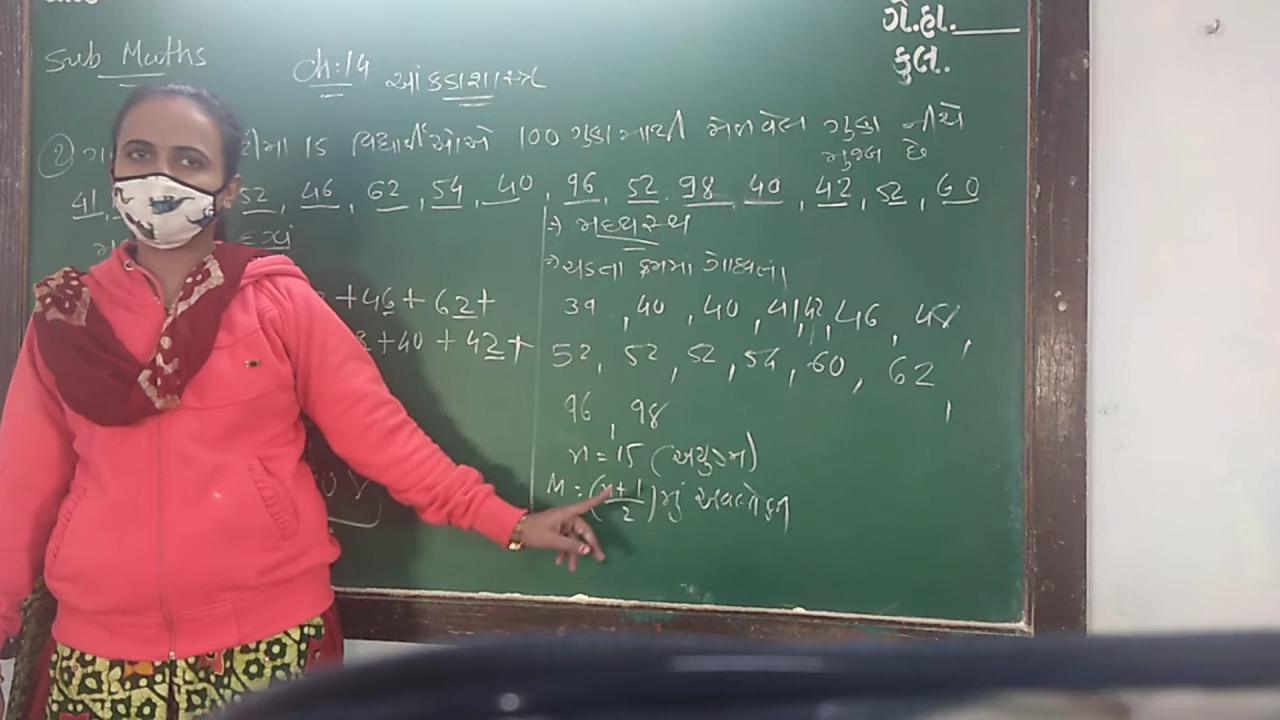 ગે.હા.
કુલ.
Sub Maths
Ch:14 આંકડાશાસ્ત્ર
15 વિદ્યાર્થીઓએ 100 ગુણમાંથી મેળવેલ ગુણ નીચે
મુજબ છે
41, 52, 46, 62, 54, 40, 96, 52, 98, 40, 42, 52, 60
→ મધ્યસ્થ
→ ચડતા ક્રમમાં ગોઠવતાં
+46+ 62+
+40 + 42+
39, 40, 40, 41, 42, 46, 48,
52, 52, 52, 54, 60, 62,
96, 98
n = 15 (અયુગ્મ)
M = (n+1/2) મું અવલોકન